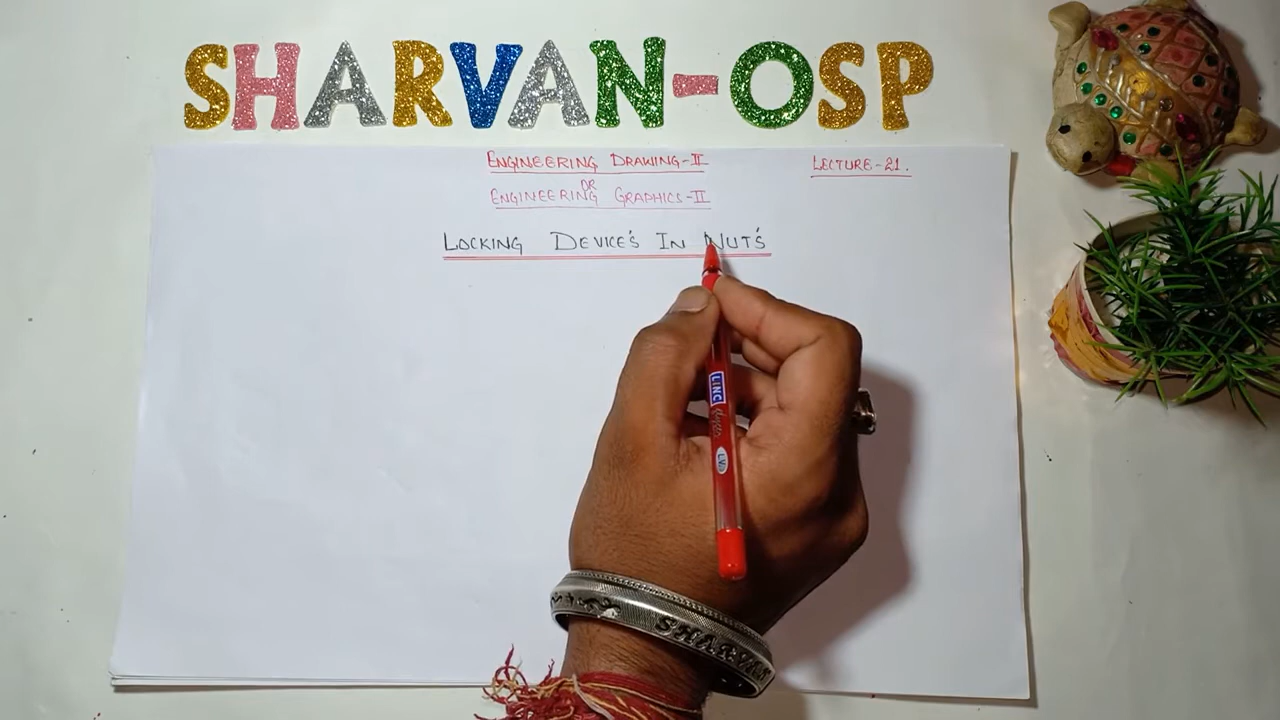 SHARVAN-OSP
ENGINEERING DRAWING-II
LECTURE-21.
OR
ENGINEERING GRAPHICS-II
LOCKING DEVICE'S IN NUT'S
LINC
SHARVAN